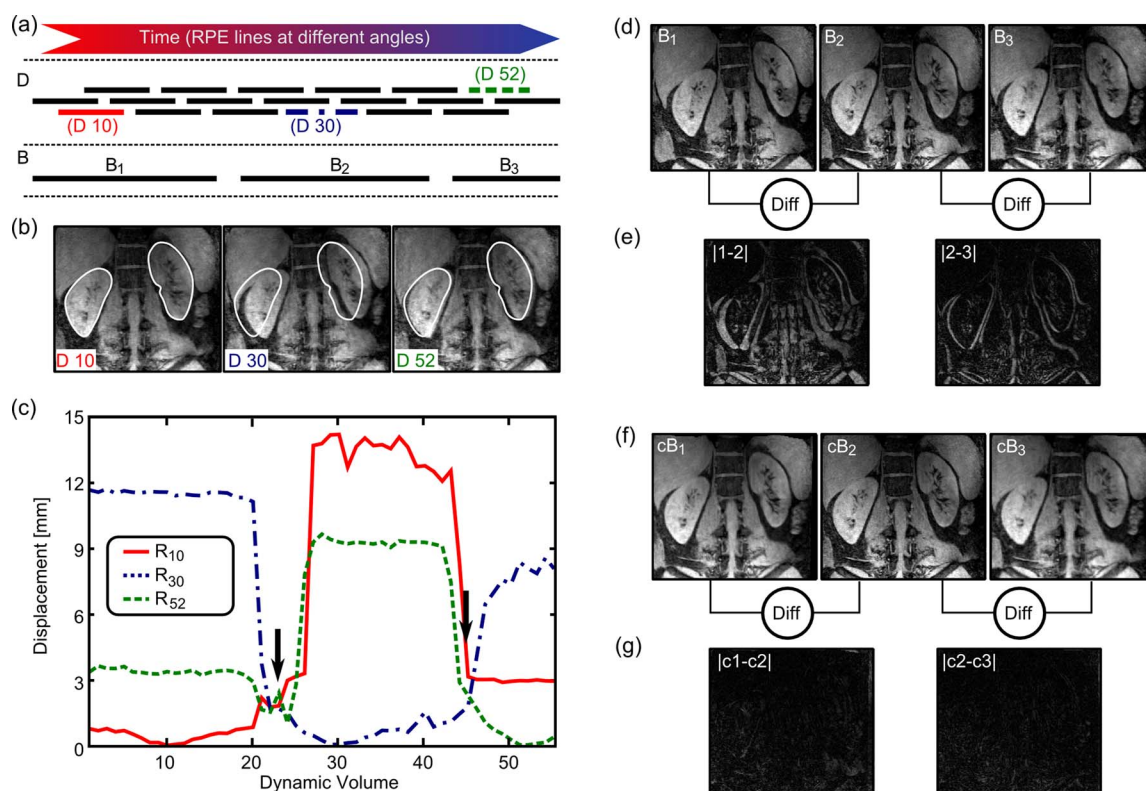 (a)
Time (RPE lines at different angles)
D
(D 52)
(D 10)
(D 30)
B
B1
B2
B3
(b)
D 10
D 30
D 52
(c)
15
12
9
6
3
0
Displacement [mm]
R10
R30
R52
10
20
30
40
50
Dynamic Volume
(d)
B1
B2
B3
Diff
Diff
(e)
|1-2|
|2-3|
(f)
cB1
cB2
cB3
Diff
Diff
(g)
|c1-c2|
|c2-c3|